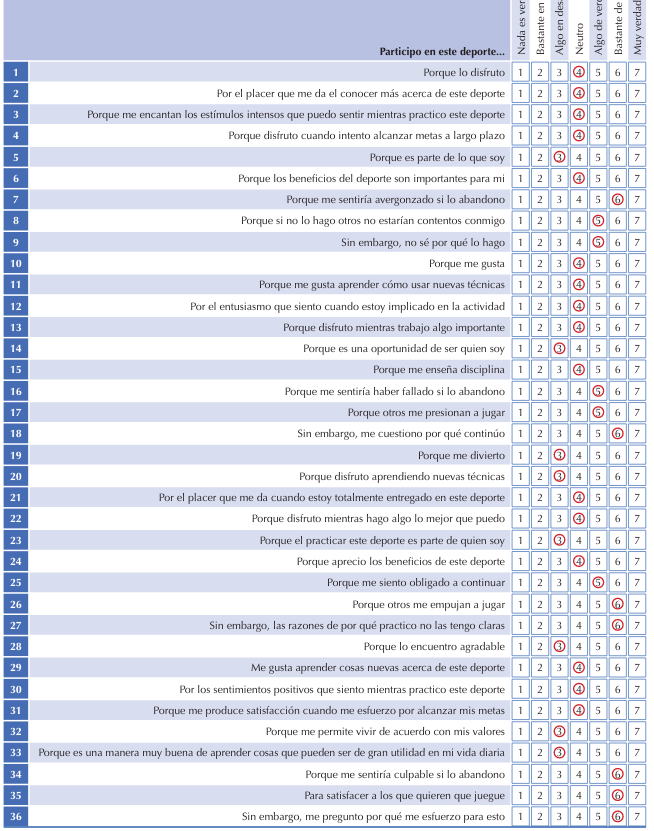 Participo en este deporte... Nada es ver Bastante en Algo en des Neutro Algo de verd Bastante de Muy verdad
1 Porque lo disfruto 1 2 3 4 5 6 7
2 Por el placer que me da el conocer más acerca de este deporte 1 2 3 4 5 6 7
3 Porque me encantan los estímulos intensos que puedo sentir mientras practico este deporte 1 2 3 4 5 6 7
4 Porque disfruto cuando intento alcanzar metas a largo plazo 1 2 3 4 5 6 7
5 Porque es parte de lo que soy 1 2 3 4 5 6 7
6 Porque los beneficios del deporte son importantes para mi 1 2 3 4 5 6 7
7 Porque me sentiría avergonzado si lo abandono 1 2 3 4 5 6 7
8 Porque si no lo hago otros no estarían contentos conmigo 1 2 3 4 5 6 7
9 Sin embargo, no sé por qué lo hago 1 2 3 4 5 6 7
10 Porque me gusta 1 2 3 4 5 6 7
11 Porque me gusta aprender cómo usar nuevas técnicas 1 2 3 4 5 6 7
12 Por el entusiasmo que siento cuando estoy implicado en la actividad 1 2 3 4 5 6 7
13 Porque disfruto mientras trabajo algo importante 1 2 3 4 5 6 7
14 Porque es una oportunidad de ser quien soy 1 2 3 4 5 6 7
15 Porque me enseña disciplina 1 2 3 4 5 6 7
16 Porque me sentiría haber fallado si lo abandono 1 2 3 4 5 6 7
17 Porque otros me presionan a jugar 1 2 3 4 5 6 7
18 Sin embargo, me cuestiono por qué continúo 1 2 3 4 5 6 7
19 Porque me divierto 1 2 3 4 5 6 7
20 Porque disfruto aprendiendo nuevas técnicas 1 2 3 4 5 6 7
21 Por el placer que me da cuando estoy totalmente entregado en este deporte 1 2 3 4 5 6 7
22 Porque disfruto mientras hago algo lo mejor que puedo 1 2 3 4 5 6 7
23 Porque el practicar este deporte es parte de quien soy 1 2 3 4 5 6 7
24 Porque aprecio los beneficios de este deporte 1 2 3 4 5 6 7
25 Porque me siento obligado a continuar 1 2 3 4 5 6 7
26 Porque otros me empujan a jugar 1 2 3 4 5 6 7
27 Sin embargo, las razones de por qué practico no las tengo claras 1 2 3 4 5 6 7
28 Porque lo encuentro agradable 1 2 3 4 5 6 7
29 Me gusta aprender cosas nuevas acerca de este deporte 1 2 3 4 5 6 7
30 Por los sentimientos positivos que siento mientras practico este deporte 1 2 3 4 5 6 7
31 Porque me produce satisfacción cuando me esfuerzo por alcanzar mis metas 1 2 3 4 5 6 7
32 Porque me permite vivir de acuerdo con mis valores 1 2 3 4 5 6 7
33 Porque es una manera muy buena de aprender cosas que pueden ser de gran utilidad en mi vida diaria 1 2 3 4 5 6 7
34 Porque me sentiría culpable si lo abandono 1 2 3 4 5 6 7
35 Para satisfacer a los que quieren que juegue 1 2 3 4 5 6 7
36 Sin embargo, me pregunto por qué me esfuerzo para esto 1 2 3 4 5 6 7